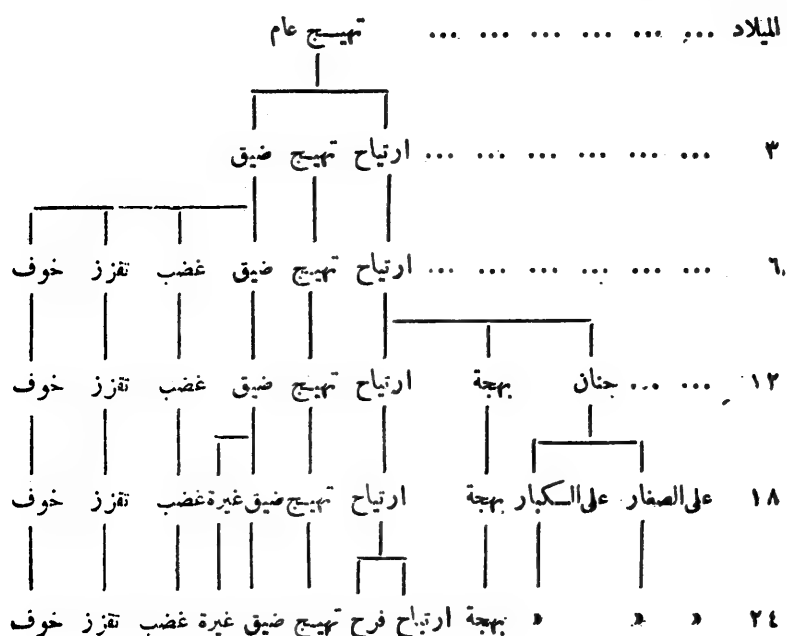 الميلاد ... ... ... ... ... ... تهيج عام
٣ ... ... ... ... ... ... ارتياح تهيج ضيق
٦ ... ... ... ... ... ... ارتياح تهيج ضيق غضب تقزز خوف
١٢ ... ... ... جنان بهجة ارتياح تهيج ضيق غضب تقزز خوف
١٨ على الصغار على الكبار بهجة ارتياح تهيج ضيق غيرة غضب تقزز خوف
٢٤ » » » بهجة ارتياح فرح تهيج ضيق غيرة غضب تقزز خوف